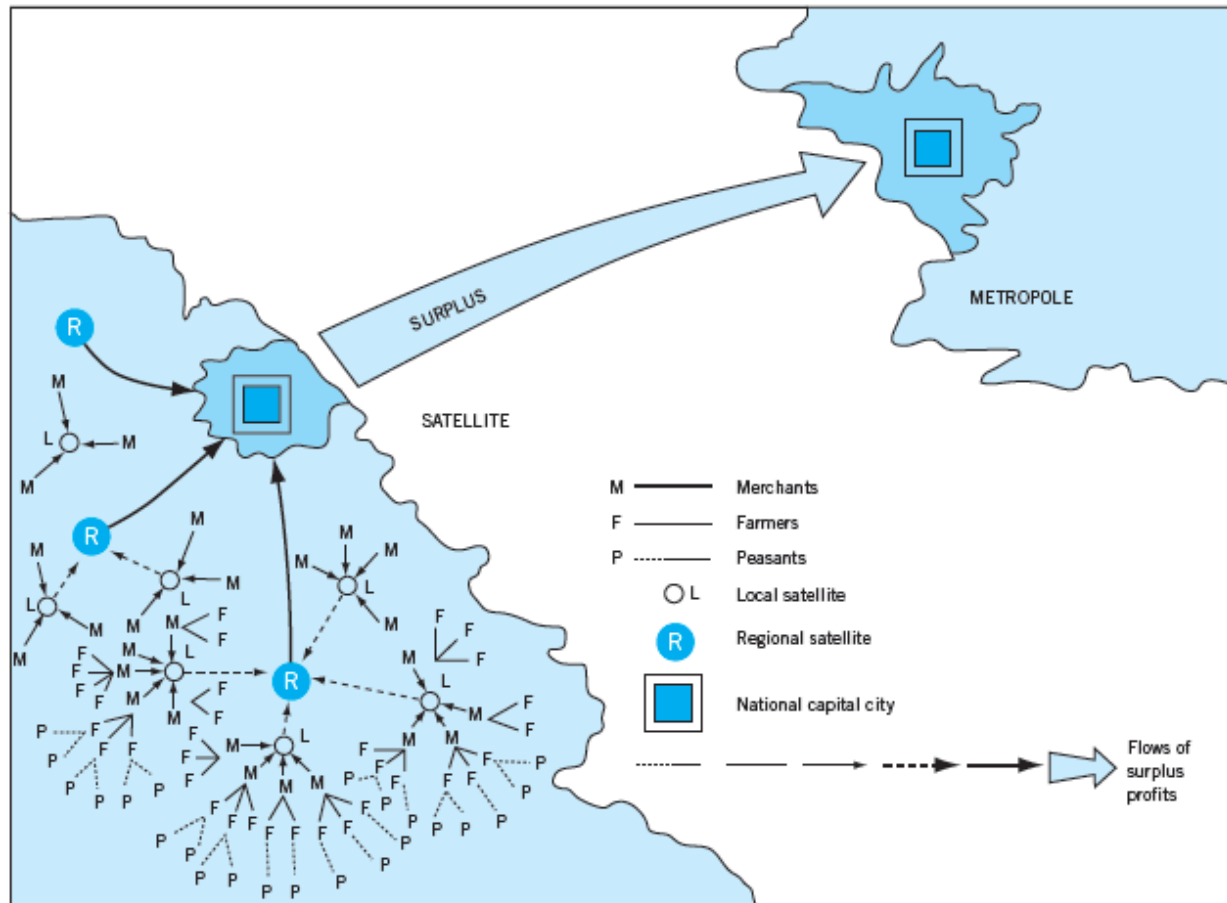 METROPOLE
SURPLUS
SATELLITE
R
M
L M
M
R
M
M
L
M
M
M
M
L
M
M
M
M
M
L
M
M
F
M
F
L
M
F
F
M
F
M
M
F
F
P
F
F
F
P
P
P
P
P
R
F
F
F
M
L
M
M
M
F
F
F
F
F
F
F
F
P
P
P
P
P
P
P
P
P
P
F
F
F
M
L
M
F
F
M
M
F
F
F
F
F
P
P
P
P
P
P
P
M Merchants
F Farmers
P Peasants
L Local satellite
R Regional satellite
National capital city
Flows of
surplus
profits